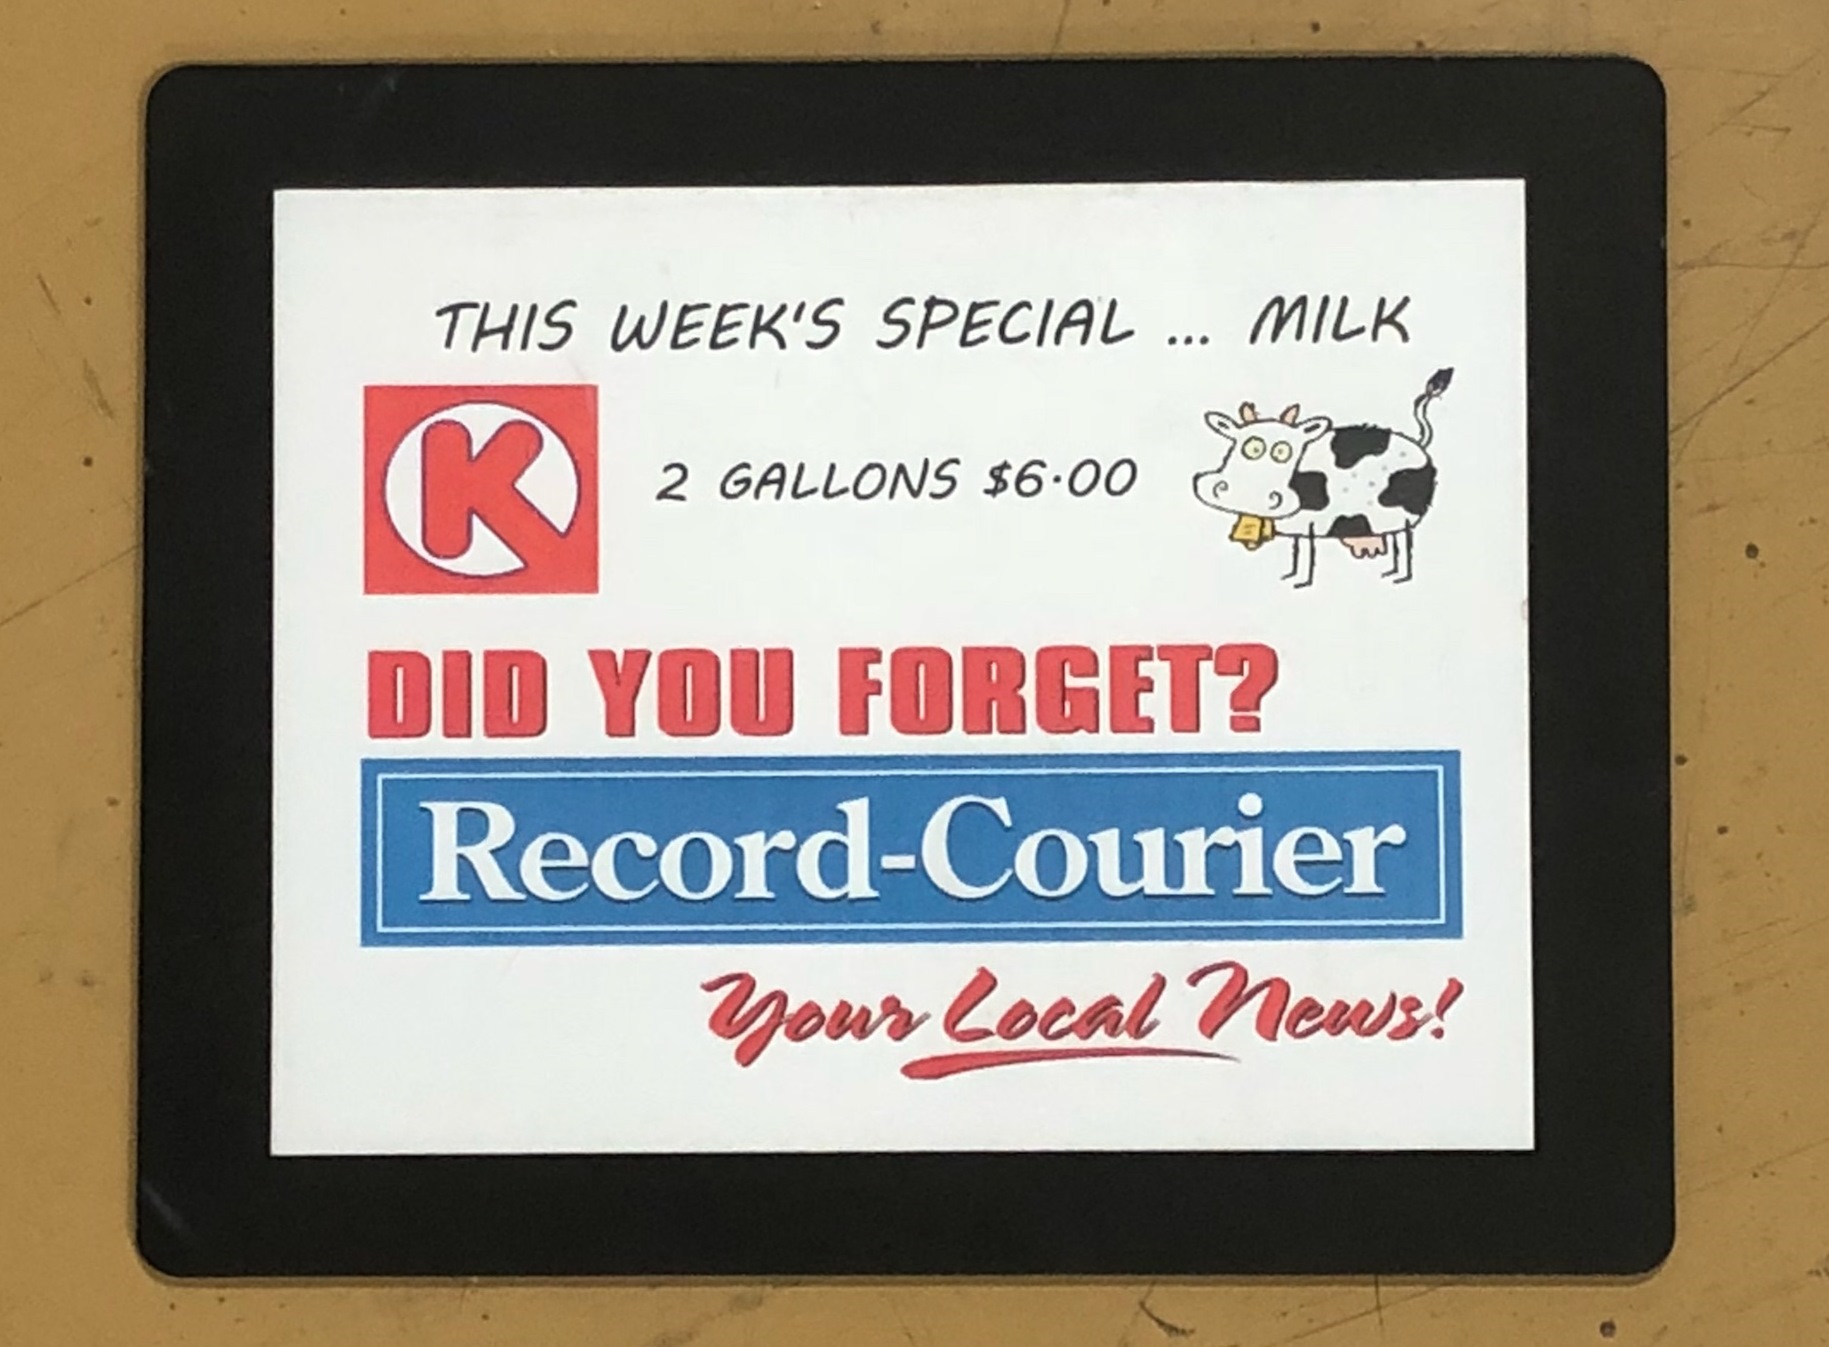 THIS WEEK'S SPECIAL ... MILK
K
2 GALLONS $6.00
DID YOU FORGET?
Record-Courier
Your Local News!